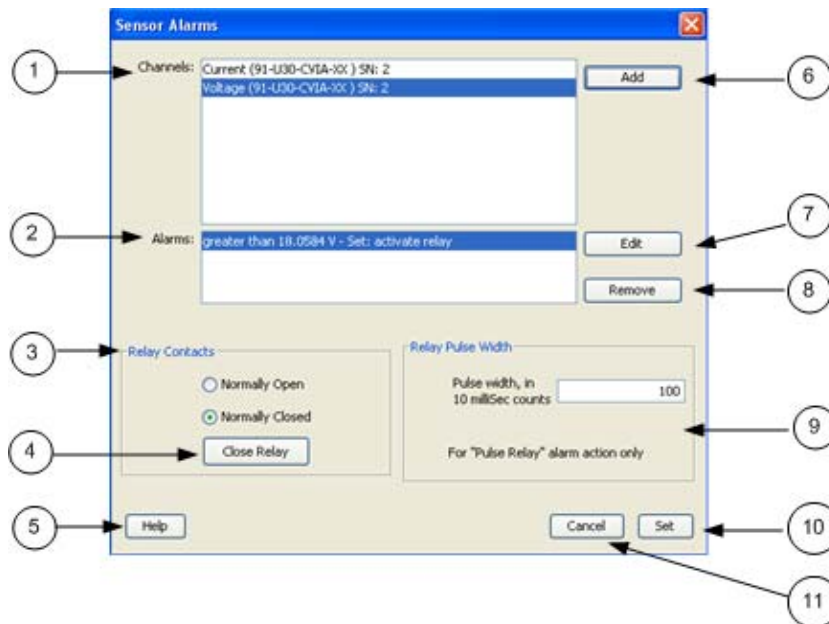 Sensor Alarms
1
Channels:
Current (91-U30-CVIA-XX ) SN: 2
Voltage (91-U30-CVIA-XX ) SN: 2
Add
6
2
Alarms:
greater than 18.0584 V - Set: activate relay
Edit
7
Remove
8
3
Relay Contacts
Normally Open
Normally Closed
4
Close Relay
Relay Pulse Width
Pulse width, in
10 milliSec counts
100
For "Pulse Relay" alarm action only
9
5
Help
Cancel
Set
10
11